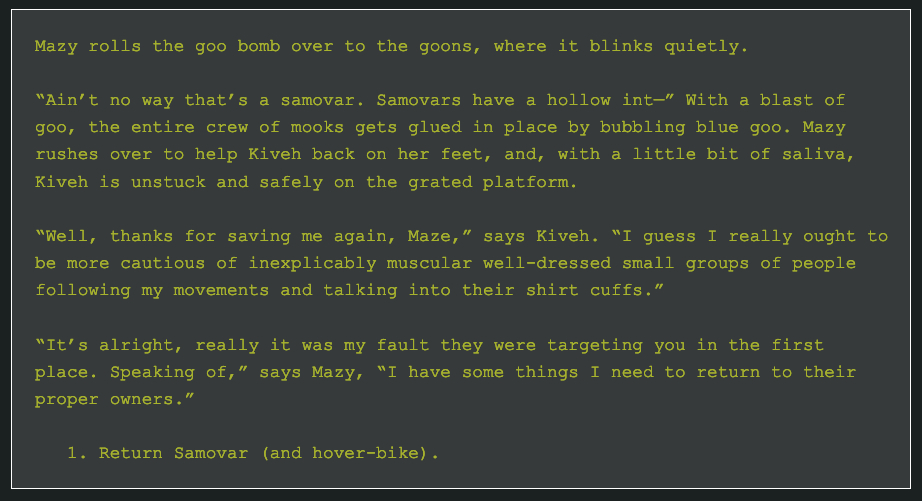 Mazy rolls the goo bomb over to the goons, where it blinks quietly.
“Ain’t no way that’s a samovar. Samovars have a hollow int—” With a blast of
goo, the entire crew of mooks gets glued in place by bubbling blue goo. Mazy
rushes over to help Kiveh back on her feet, and, with a little bit of saliva,
Kiveh is unstuck and safely on the grated platform.
“Well, thanks for saving me again, Maze,” says Kiveh. “I guess I really ought to
be more cautious of inexplicably muscular well-dressed small groups of people
following my movements and talking into their shirt cuffs.”
“It’s alright, really it was my fault they were targeting you in the first
place. Speaking of,” says Mazy, “I have some things I need to return to their
proper owners.”
1. Return Samovar (and hover-bike).